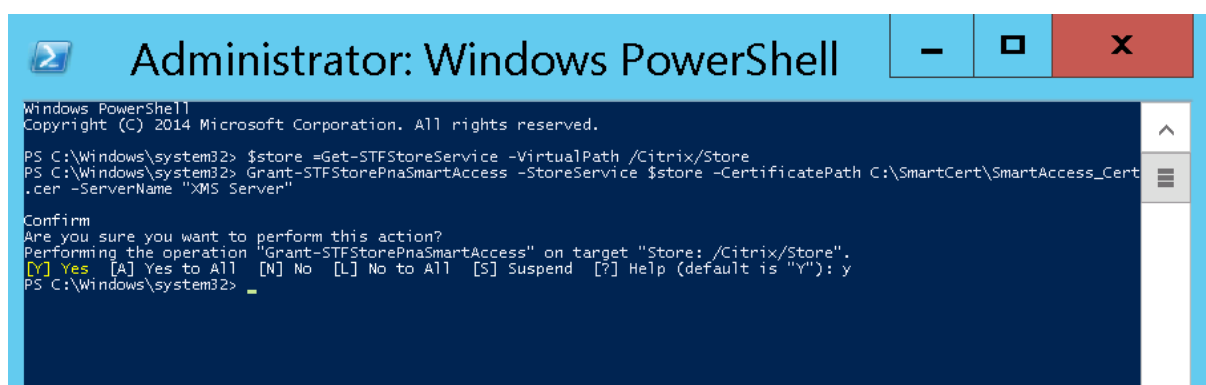 Administrator: Windows PowerShell
Windows PowerShell
Copyright (C) 2014 Microsoft Corporation. All rights reserved.
PS C:\Windows\system32> $store =Get-STFStoreService -VirtualPath /Citrix/Store
PS C:\Windows\system32> Grant-STFStorePnaSmartAccess -StoreService $store -CertificatePath C:\SmartCert\SmartAccess_Cert
.cer -ServerName "XMS Server"
Confirm
Are you sure you want to perform this action?
Performing the operation "Grant-STFStorePnaSmartAccess" on target "Store: /Citrix/Store".
[Y] Yes  [A] Yes to All  [N] No  [L] No to All  [S] Suspend  [?] Help (default is "Y"): y
PS C:\Windows\system32>